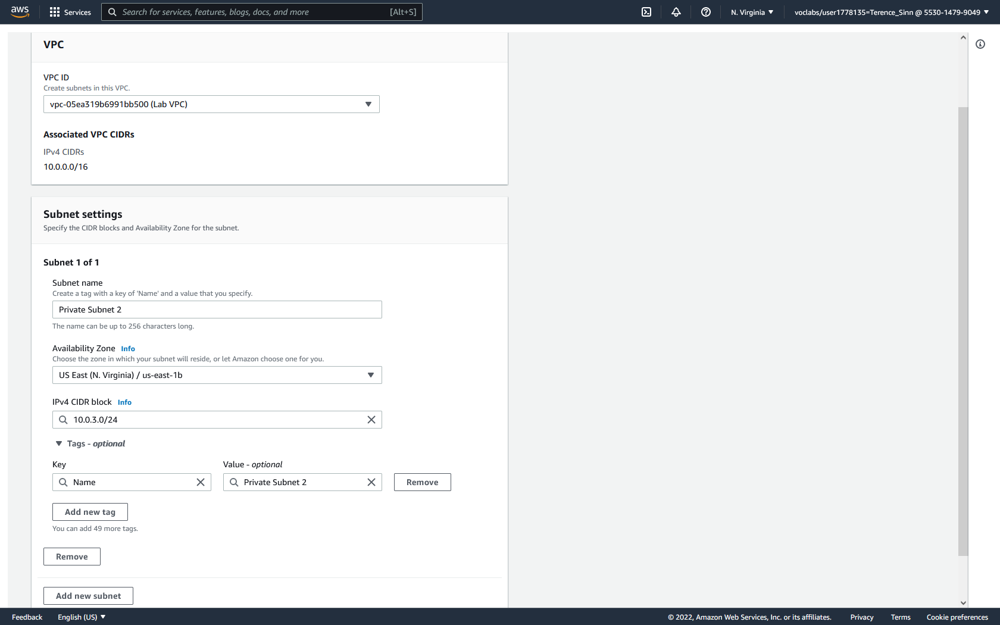 aws
Services
Search for services, features, blogs, docs, and more
[Alt+S]
N. Virginia
voclabs/user1778135=Terence_Sinn @ 5530-1479-9049
VPC
VPC ID
Create subnets in this VPC.
vpc-05ea319b6991bb500 (Lab VPC)
Associated VPC CIDRs
IPv4 CIDRs
10.0.0.0/16
Subnet settings
Specify the CIDR blocks and Availability Zone for the subnet.
Subnet 1 of 1
Subnet name
Create a tag with a key of 'Name' and a value that you specify.
Private Subnet 2
The name can be up to 256 characters long.
Availability Zone Info
Choose the zone in which your subnet will reside, or let Amazon choose one for you.
US East (N. Virginia) / us-east-1b
IPv4 CIDR block Info
10.0.3.0/24
Tags - optional
Key
Value - optional
Name
Private Subnet 2
Remove
Add new tag
You can add 49 more tags.
Remove
Add new subnet
Feedback
English (US)
© 2022, Amazon Web Services, Inc. or its affiliates.
Privacy
Terms
Cookie preferences